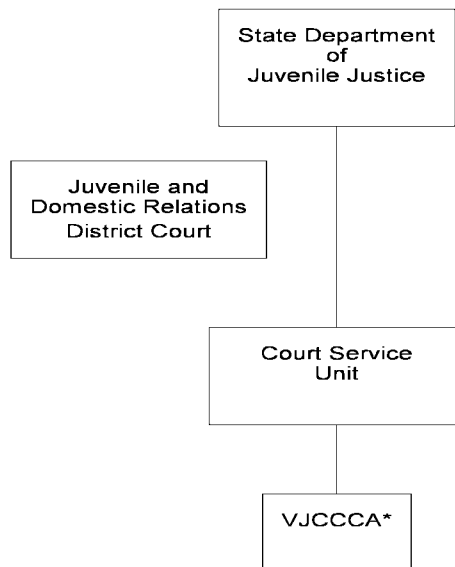 State Department
of
Juvenile Justice
Juvenile and
Domestic Relations
District Court
Court Service
Unit
VJCCCA*